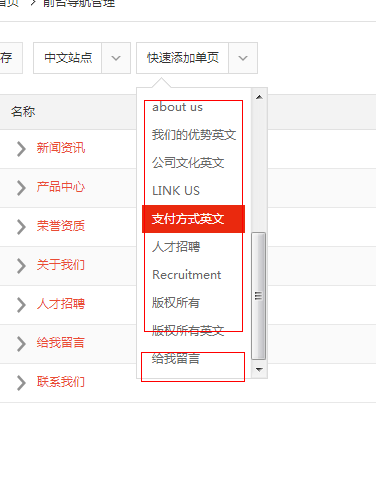 首页 > 前台导航管理
存 中文站点 快速添加单页
名称
about us
我们的优势英文
公司文化英文
LINK US
支付方式英文
人才招聘
Recruitment
版权所有
版权所有英文
给我留言
新闻资讯
产品中心
荣誉资质
关于我们
人才招聘
给我留言
联系我们